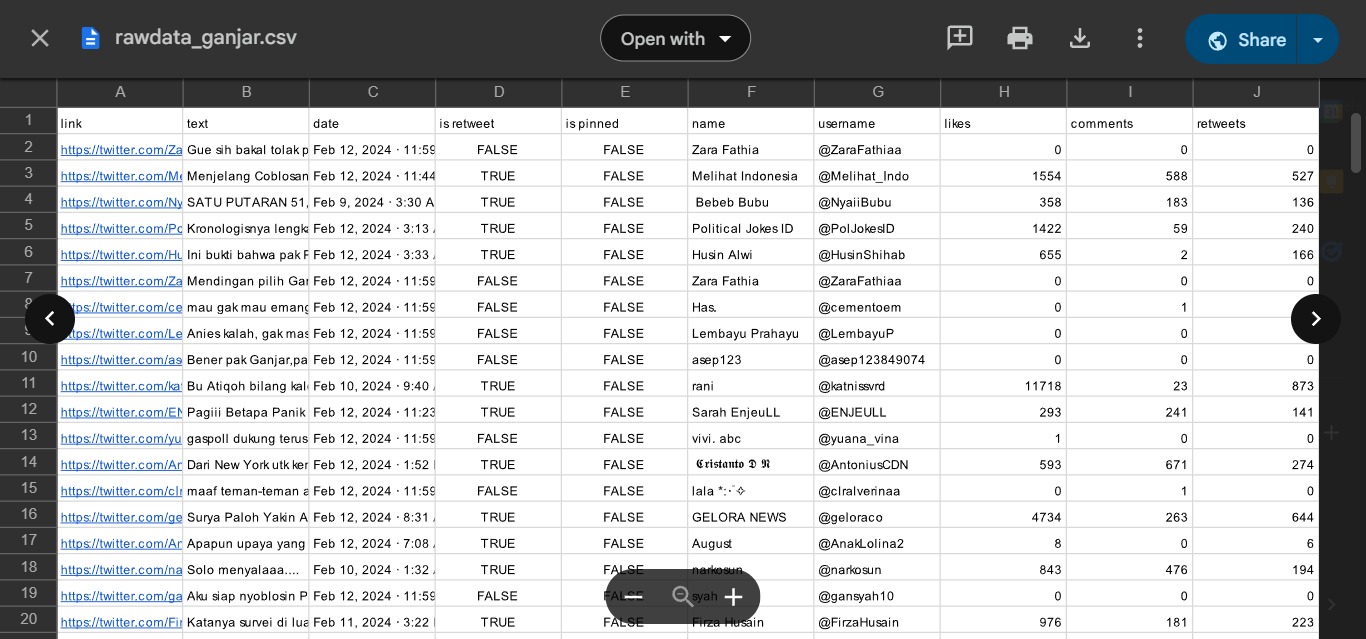 rawdata_ganjar.csv Open with Share
A B C D E F G H I J
1 link text date is retweet is pinned name username likes comments retweets
2 https://twitter.com/Za Gue sih bakal tolak p Feb 12, 2024 · 11:59 FALSE FALSE Zara Fathia @ZaraFathiaa 0 0 0
3 https://twitter.com/Me Menjelang Coblosan Feb 12, 2024 · 11:44 TRUE FALSE Melihat Indonesia @Melihat_Indo 1554 588 527
4 https://twitter.com/Ny SATU PUTARAN 51, Feb 9, 2024 · 3:30 A TRUE FALSE Bebeb Bubu @NyaiiBubu 358 183 136
5 https://twitter.com/Po Kronologisnya lengka Feb 12, 2024 · 3:13 TRUE FALSE Political Jokes ID @PolJokesID 1422 59 240
6 https://twitter.com/Hu Ini bukti bahwa pak P Feb 12, 2024 · 3:33 TRUE FALSE Husin Alwi @HusinShihab 655 2 166
7 https://twitter.com/Za Mendingan pilih Gan Feb 12, 2024 · 11:59 FALSE FALSE Zara Fathia @ZaraFathiaa 0 0 0
8 https://twitter.com/ce mau gak mau emang Feb 12, 2024 · 11:59 FALSE FALSE Has. @cementoem 0 1
9 https://twitter.com/Le Anies kalah, gak mas Feb 12, 2024 · 11:59 FALSE FALSE Lembayu Prahayu @LembayuP 0 0
10 https://twitter.com/as Bener pak Ganjar,pa Feb 12, 2024 · 11:59 FALSE FALSE asep123 @asep123849074 0 0 0
11 https://twitter.com/kat Bu Atiqoh bilang kal Feb 10, 2024 · 9:40 TRUE FALSE rani @katnissvrd 11718 23 873
12 https://twitter.com/EN Pagiii Betapa Panik Feb 12, 2024 · 11:23 TRUE FALSE Sarah EnjeuLL @ENJEULL 293 241 141
13 https://twitter.com/yu gaspoll dukung terus Feb 12, 2024 · 11:59 FALSE FALSE vivi. abc @yuana_vina 1 0 0
14 https://twitter.com/An Dari New York utk ker Feb 12, 2024 · 1:52 TRUE FALSE 𝕮𝖗𝖎𝖘𝖙𝖆𝖓𝖙𝖔 𝕯 𝕹 @AntoniusCDN 593 671 274
15 https://twitter.com/clr maaf teman-teman a Feb 12, 2024 · 11:59 FALSE FALSE lala *:･ﾟ✧ @clralverinaa 0 1 0
16 https://twitter.com/ge Surya Paloh Yakin A Feb 12, 2024 · 8:31 TRUE FALSE GELORA NEWS @geloraco 4734 263 644
17 https://twitter.com/An Apapun upaya yang Feb 12, 2024 · 7:08 TRUE FALSE August @AnakLolina2 8 0 6
18 https://twitter.com/na Solo menyalaaa.... Feb 10, 2024 · 1:32 TRUE FALSE narkosun @narkosun 843 476 194
19 https://twitter.com/ga Aku siap nyoblosin P Feb 12, 2024 · 11:59 FALSE FALSE syah @gansyah10 0 0 0
20 https://twitter.com/Fir Katanya survei di lua Feb 11, 2024 · 3:22 TRUE FALSE Firza Husain @FirzaHusain 976 181 223